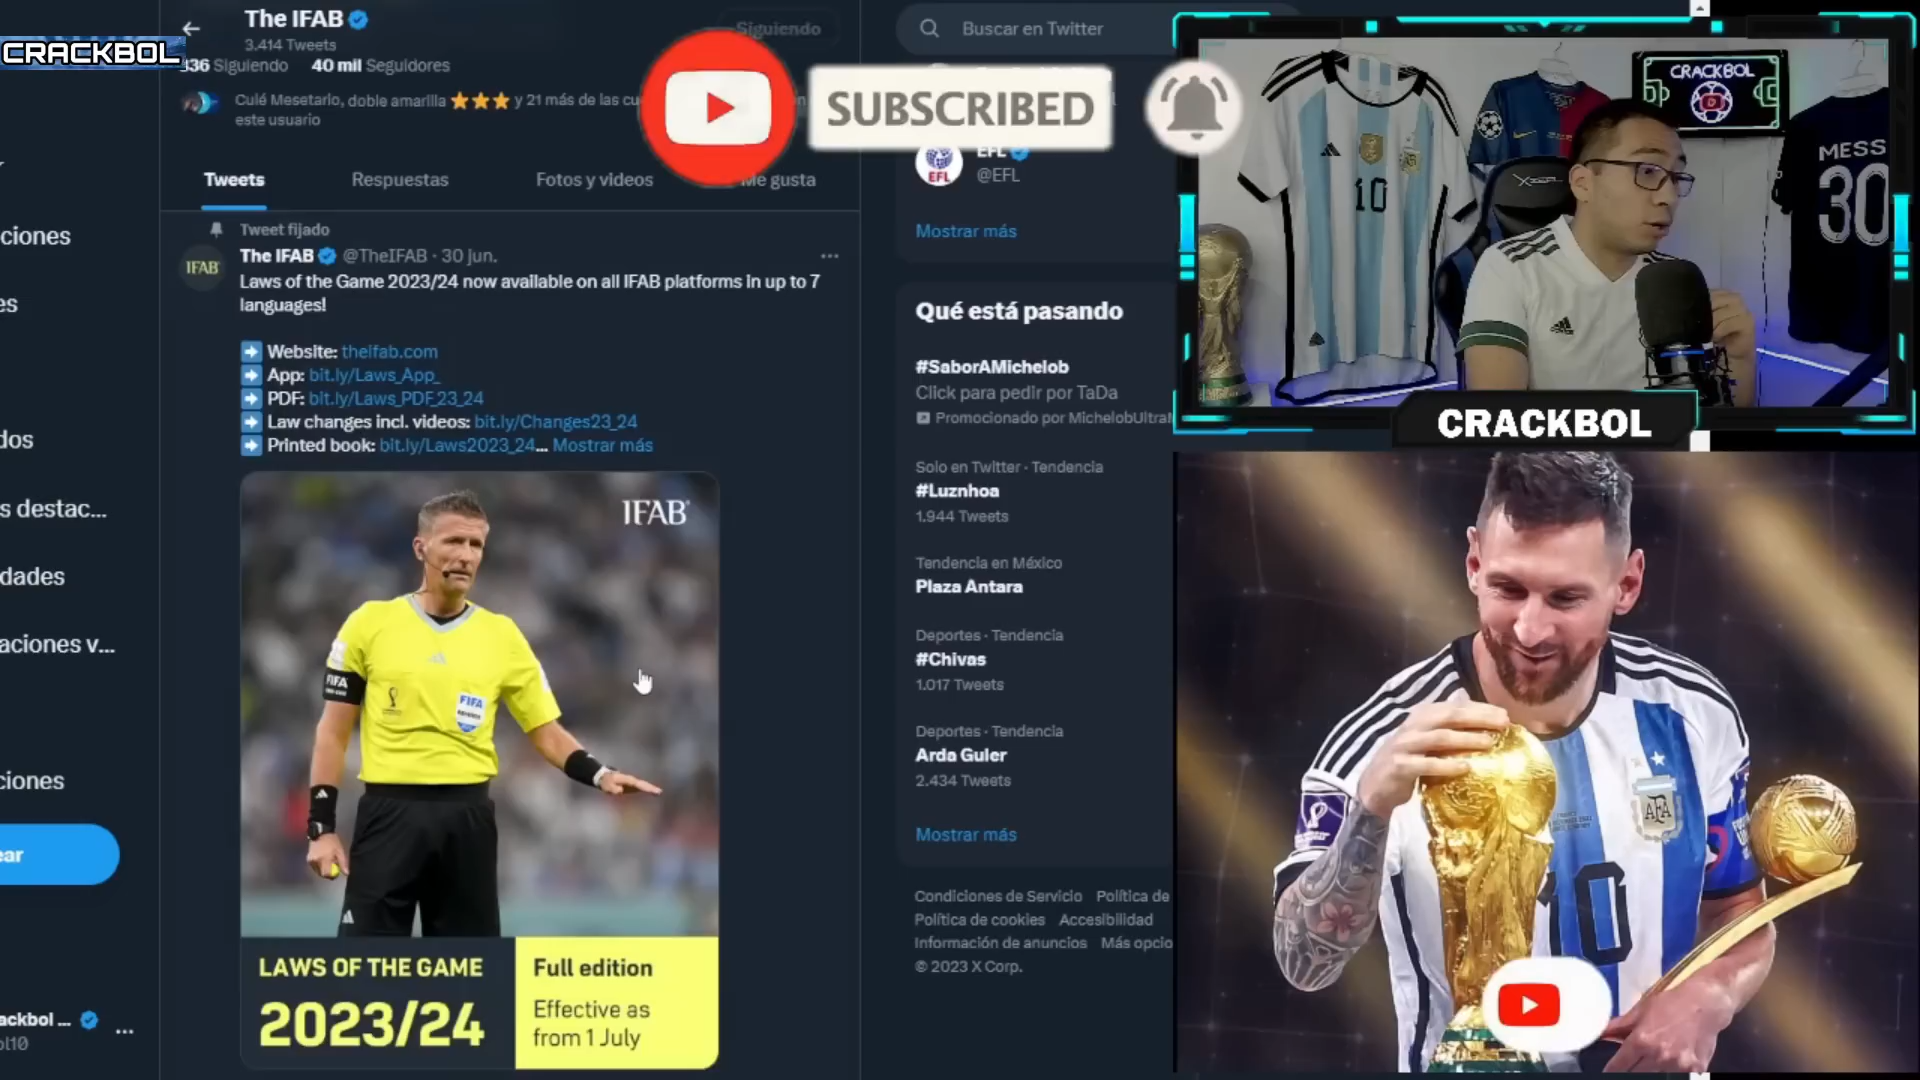 The IFAB
3.414 Tweets
CRACKBOL
336 Siguiendo 40 mil Seguidores
Culé Mesetario, doble amarilla ⭐⭐⭐ y 21 más de las
este usuario
Siguiendo
Buscar en Twitter
SUBSCRIBED
EFL
EFL
@EFL
Mostrar más
Tweets
Respuestas
Fotos y videos
Me gusta
Tweet fijado
IFAB
The IFAB @TheIFAB · 30 jun.
Laws of the Game 2023/24 now available on all IFAB platforms in up to 7
languages!
➡ Website: theifab.com
➡ App: bit.ly/Laws_App_
➡ PDF: bit.ly/Laws_PDF_23_24
➡ Law changes incl. videos: bit.ly/Changes23_24
➡ Printed book: bit.ly/Laws2023_24... Mostrar más
IFAB
FIFA
FIFA
LAWS OF THE GAME
2023/24
Full edition
Effective as
from 1 July
ciones
es
dos
s destac...
dades
aciones v...
ciones
ear
ackbol ...
ol10
Qué está pasando
#SaborAMichelob
Click para pedir por TaDa
Promocionado por MichelobUltra
Solo en Twitter · Tendencia
#Luznhoa
1.944 Tweets
Tendencia en México
Plaza Antara
Deportes · Tendencia
#Chivas
1.017 Tweets
Deportes · Tendencia
Arda Guler
2.434 Tweets
Mostrar más
Condiciones de Servicio Política de
Política de cookies Accesibilidad
Información de anuncios Más opcio
© 2023 X Corp.
10
CRACKBOL
MESS
30
CRACKBOL
AFA
10